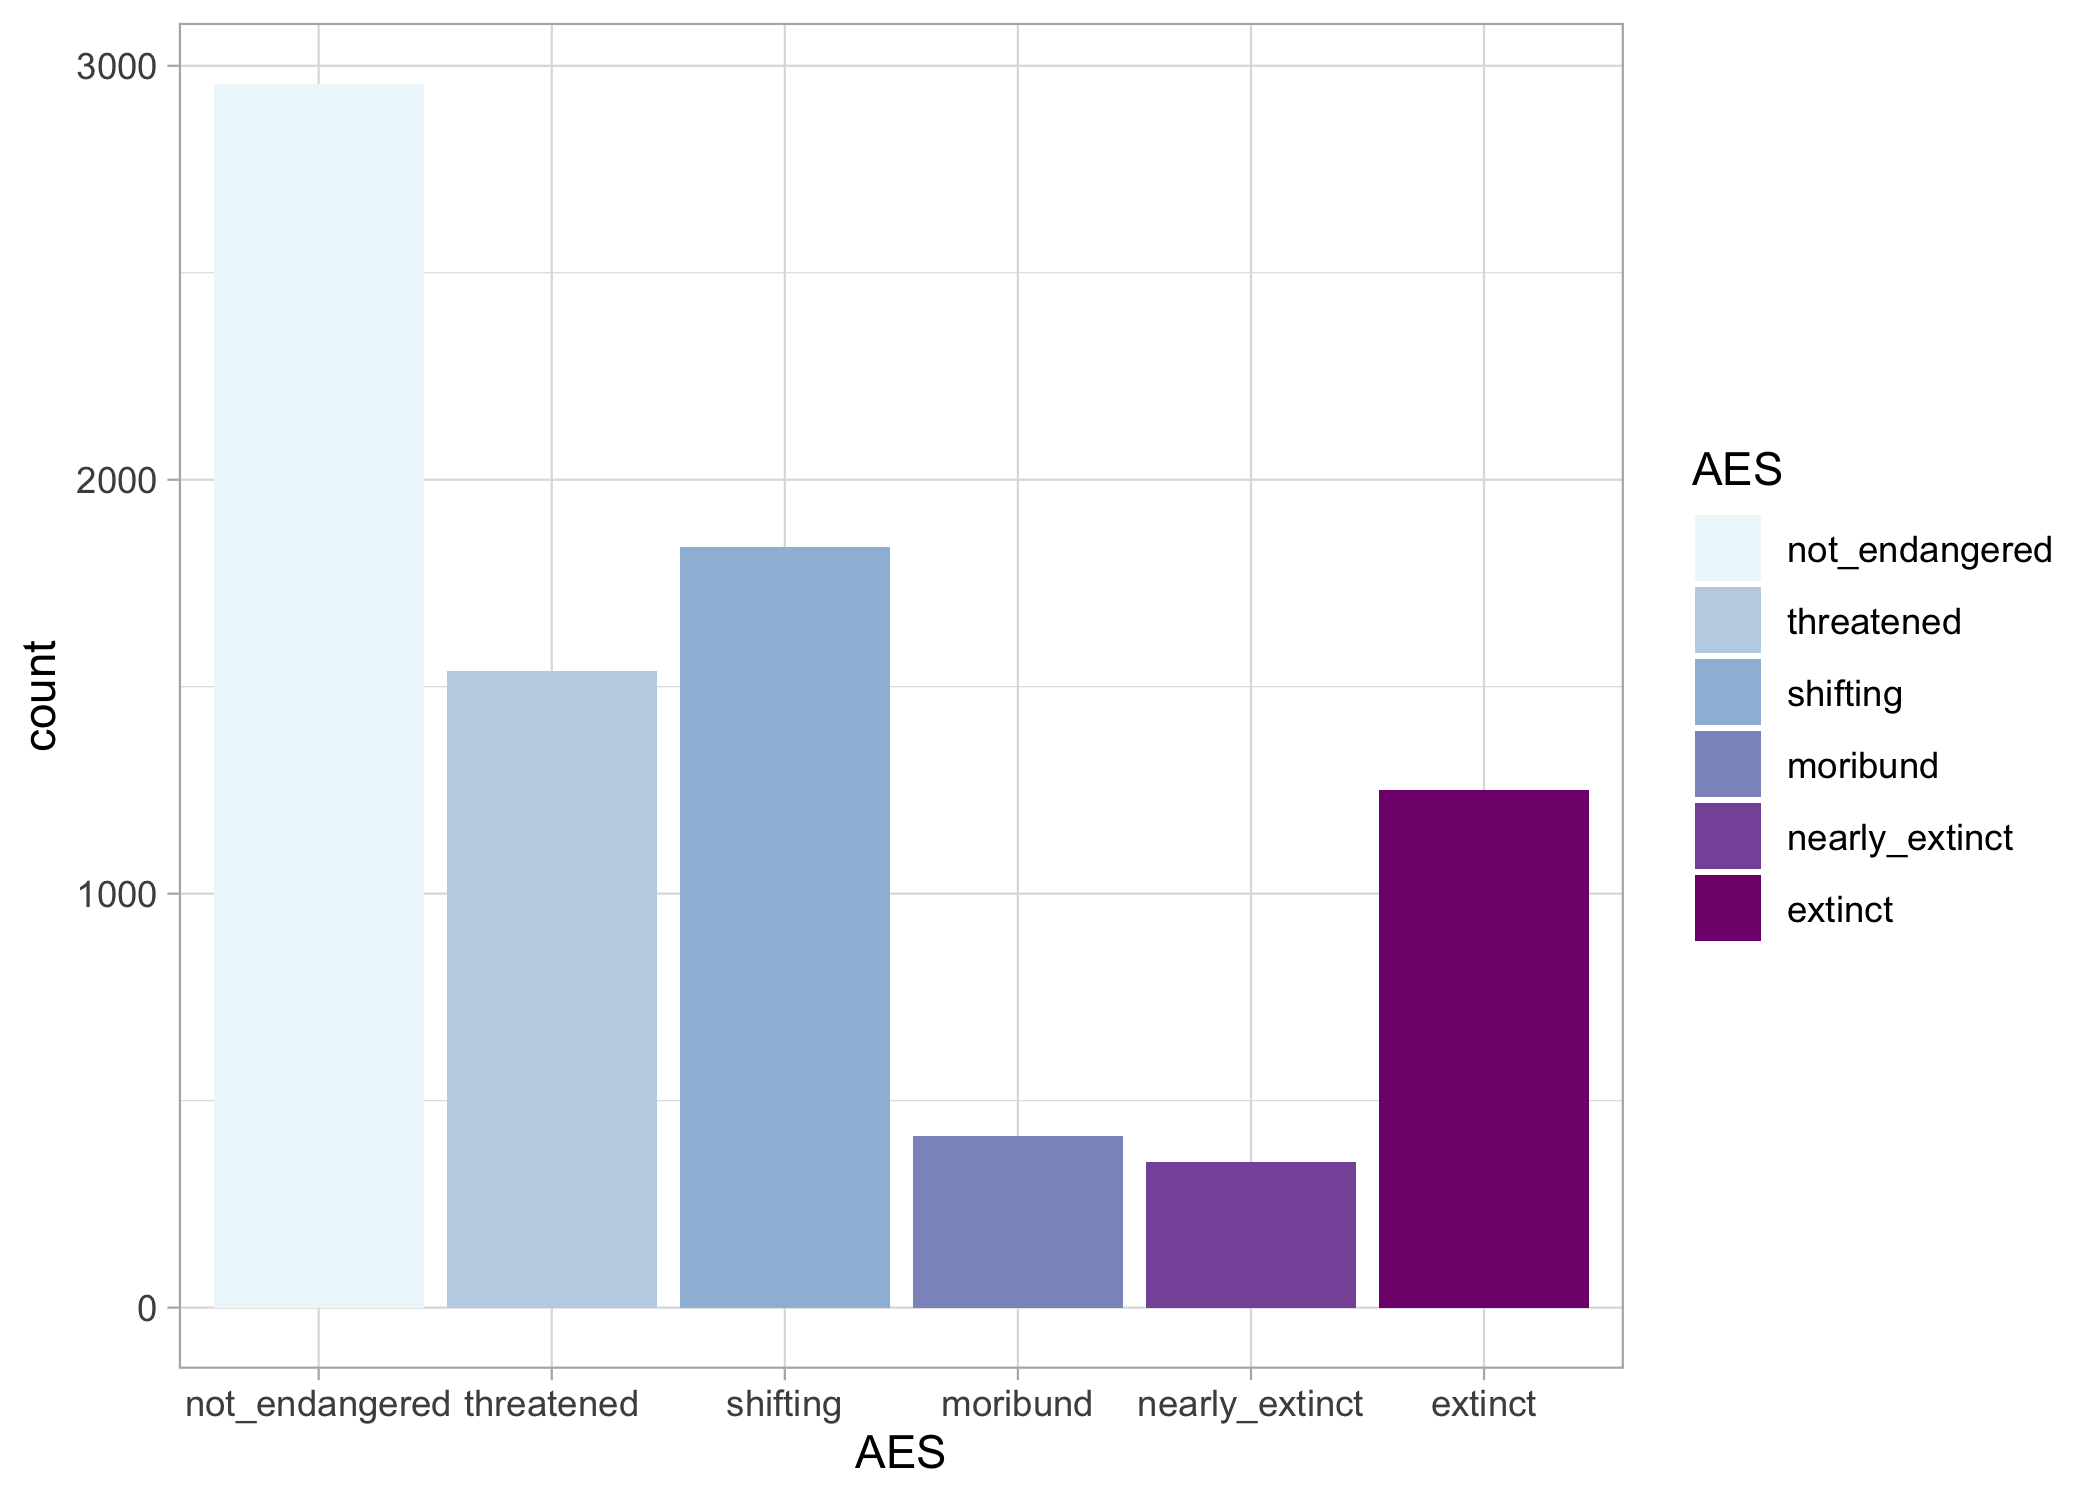 3000
2000
1000
0
count
not_endangered
threatened
shifting
moribund
nearly_extinct
extinct
AES
AES
not_endangered
threatened
shifting
moribund
nearly_extinct
extinct